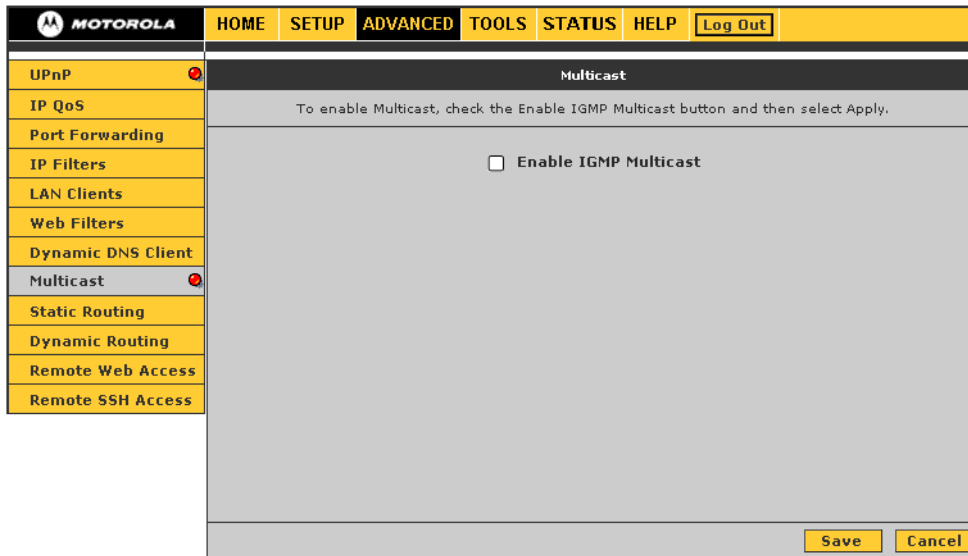 MOTOROLA
HOME SETUP ADVANCED TOOLS STATUS HELP Log Out
UPnP
IP QoS
Port Forwarding
IP Filters
LAN Clients
Web Filters
Dynamic DNS Client
Multicast
Static Routing
Dynamic Routing
Remote Web Access
Remote SSH Access
Multicast
To enable Multicast, check the Enable IGMP Multicast button and then select Apply.
Enable IGMP Multicast
Save Cancel